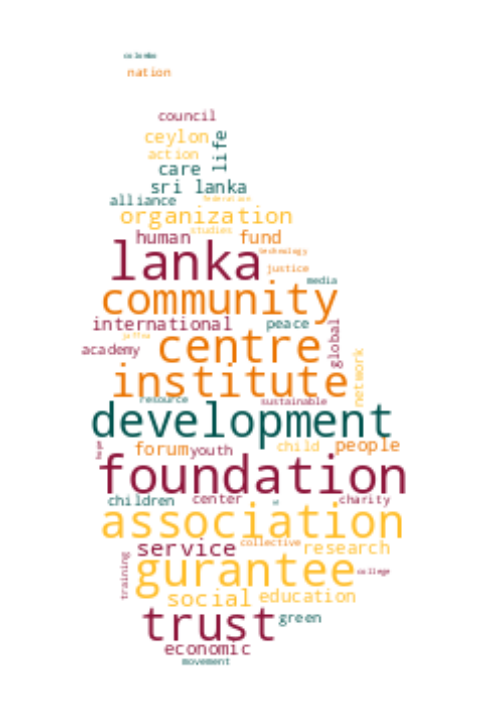 colombo
nation
council
ceylon
life
action
care
sri lanka
alliance
federation
organization
studies
human
fund
lanka
technology
justice
media
community
international
peace
global
jaffna
centre
academy
network
institute
resource
sustainable
development
hope
forum
youth
child
people
foundation
children
center
charity
association
service
collective
research
training
gurantee
college
social
education
trust
green
economic
movement